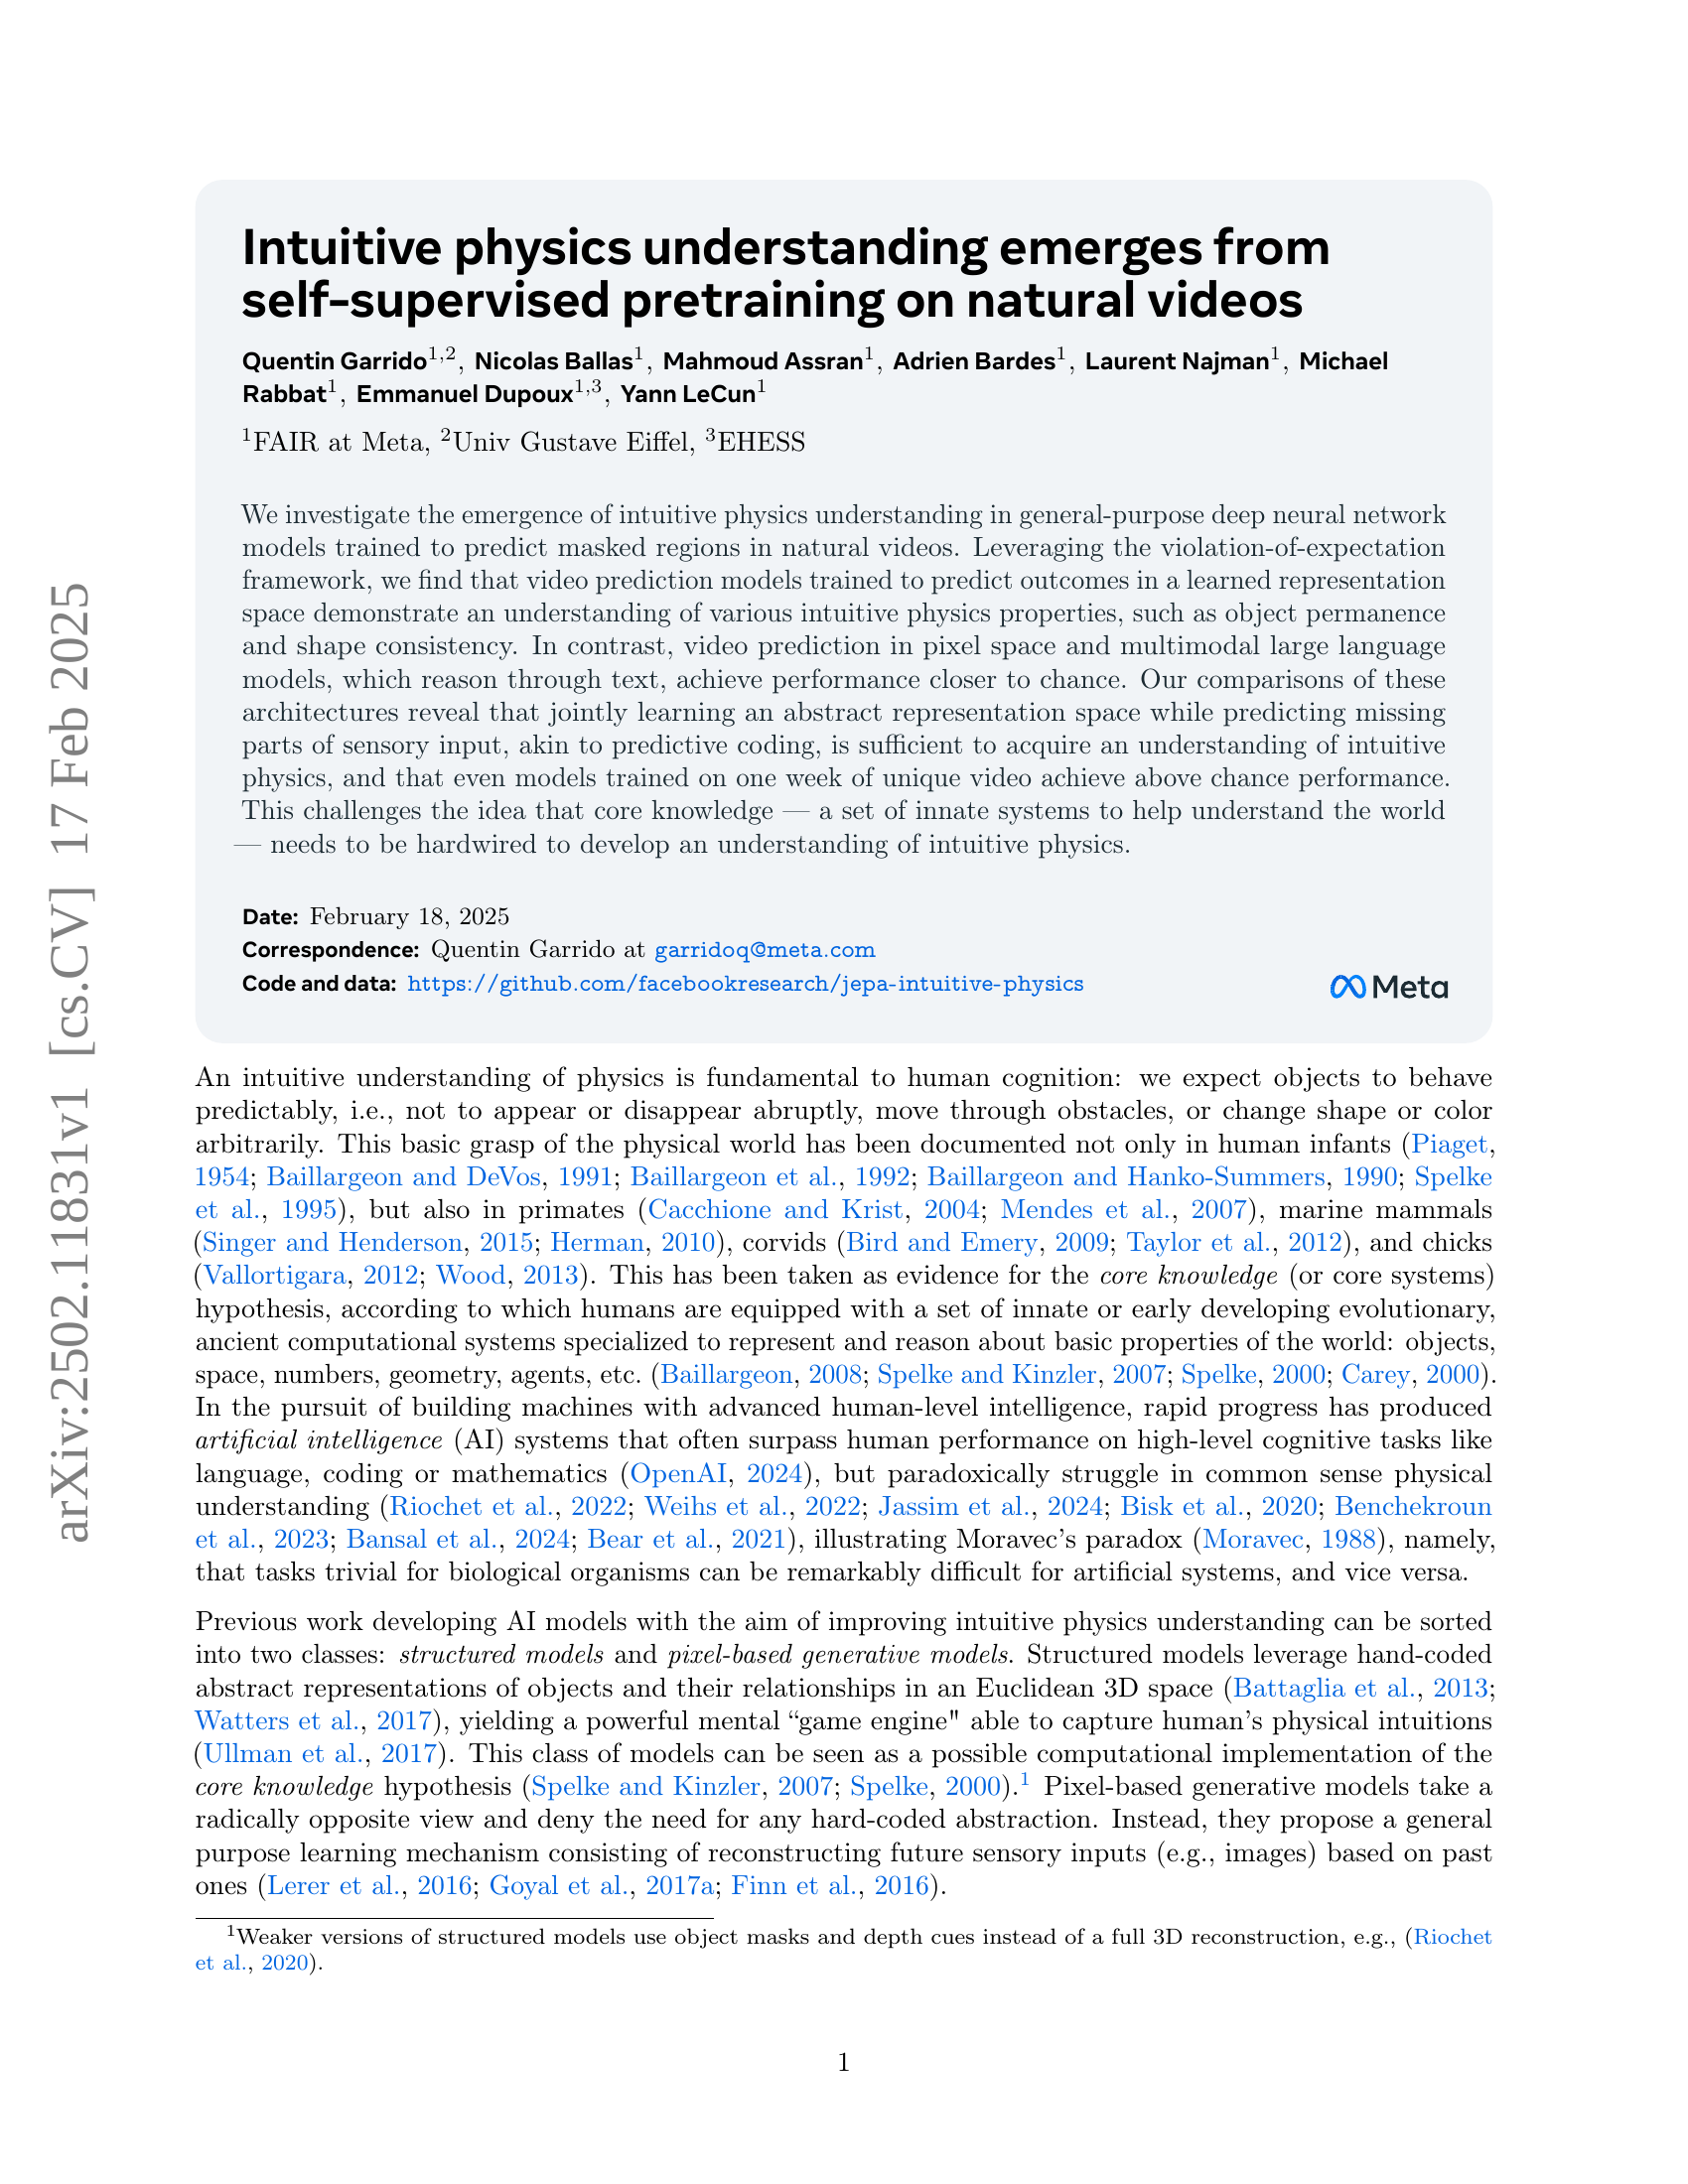 arXiv:2502.11831v1 [cs.CV] 17 Feb 2025
Intuitive physics understanding emerges from
self-supervised pretraining on natural videos
Quentin Garrido1,2, Nicolas Ballas1, Mahmoud Assran1, Adrien Bardes1, Laurent Najman1, Michael
Rabbat1, Emmanuel Dupoux1,3, Yann LeCun1
1FAIR at Meta, 2Univ Gustave Eiffel, 3EHESS
We investigate the emergence of intuitive physics understanding in general-purpose deep neural network
models trained to predict masked regions in natural videos. Leveraging the violation-of-expectation
framework, we find that video prediction models trained to predict outcomes in a learned representation
space demonstrate an understanding of various intuitive physics properties, such as object permanence
and shape consistency. In contrast, video prediction in pixel space and multimodal large language
models, which reason through text, achieve performance closer to chance. Our comparisons of these
architectures reveal that jointly learning an abstract representation space while predicting missing
parts of sensory input, akin to predictive coding, is sufficient to acquire an understanding of intuitive
physics, and that even models trained on one week of unique video achieve above chance performance.
This challenges the idea that core knowledge — a set of innate systems to help understand the world
— needs to be hardwired to develop an understanding of intuitive physics.
Date: February 18, 2025
Correspondence: Quentin Garrido at garridoq@meta.com
Code and data: https://github.com/facebookresearch/jepa-intuitive-physics
Meta
An intuitive understanding of physics is fundamental to human cognition: we expect objects to behave
predictably, i.e., not to appear or disappear abruptly, move through obstacles, or change shape or color
arbitrarily. This basic grasp of the physical world has been documented not only in human infants (Piaget,
1954; Baillargeon and DeVos, 1991; Baillargeon et al., 1992; Baillargeon and Hanko-Summers, 1990; Spelke
et al., 1995), but also in primates (Cacchione and Krist, 2004; Mendes et al., 2007), marine mammals
(Singer and Henderson, 2015; Herman, 2010), corvids (Bird and Emery, 2009; Taylor et al., 2012), and chicks
(Vallortigara, 2012; Wood, 2013). This has been taken as evidence for the core knowledge (or core systems)
hypothesis, according to which humans are equipped with a set of innate or early developing evolutionary,
ancient computational systems specialized to represent and reason about basic properties of the world: objects,
space, numbers, geometry, agents, etc. (Baillargeon, 2008; Spelke and Kinzler, 2007; Spelke, 2000; Carey, 2000).
In the pursuit of building machines with advanced human-level intelligence, rapid progress has produced
artificial intelligence (AI) systems that often surpass human performance on high-level cognitive tasks like
language, coding or mathematics (OpenAI, 2024), but paradoxically struggle in common sense physical
understanding (Riochet et al., 2022; Weihs et al., 2022; Jassim et al., 2024; Bisk et al., 2020; Benchekroun
et al., 2023; Bansal et al., 2024; Bear et al., 2021), illustrating Moravec's paradox (Moravec, 1988), namely,
that tasks trivial for biological organisms can be remarkably difficult for artificial systems, and vice versa.
Previous work developing AI models with the aim of improving intuitive physics understanding can be sorted
into two classes: structured models and pixel-based generative models. Structured models leverage hand-coded
abstract representations of objects and their relationships in an Euclidean 3D space (Battaglia et al., 2013;
Watters et al., 2017), yielding a powerful mental “game engine" able to capture human's physical intuitions
(Ullman et al., 2017). This class of models can be seen as a possible computational implementation of the
core knowledge hypothesis (Spelke and Kinzler, 2007; Spelke, 2000).1 Pixel-based generative models take a
radically opposite view and deny the need for any hard-coded abstraction. Instead, they propose a general
purpose learning mechanism consisting of reconstructing future sensory inputs (e.g., images) based on past
ones (Lerer et al., 2016; Goyal et al., 2017a; Finn et al., 2016).
1Weaker versions of structured models use object masks and depth cues instead of a full 3D reconstruction, e.g., (Riochet
et al., 2020).
1